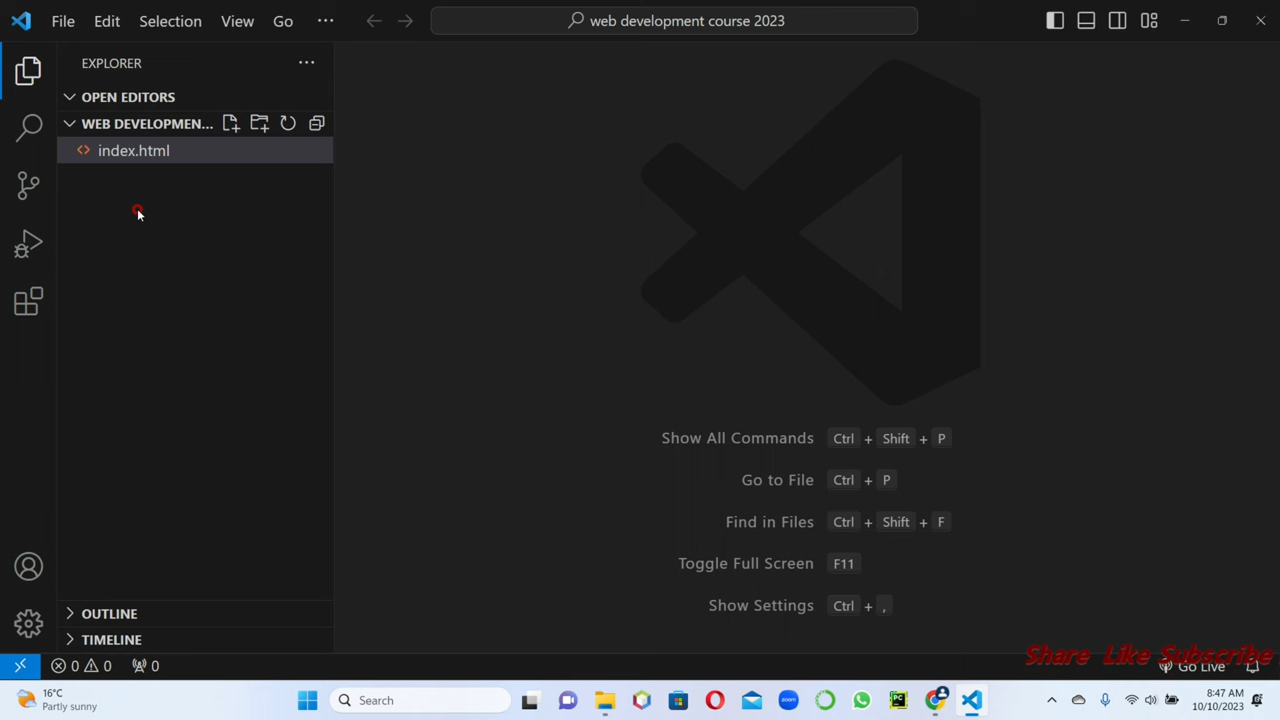 File Edit Selection View Go ...
web development course 2023
EXPLORER
OPEN EDITORS
WEB DEVELOPMEN...
index.html
Show All Commands Ctrl + Shift + P
Go to File Ctrl + P
Find in Files Ctrl + Shift + F
Toggle Full Screen F11
Show Settings Ctrl + ,
OUTLINE
TIMELINE
Share Like Subscribe
0 0 0 Go Live
16°C
Partly sunny
Search
zoom
PC
8:47 AM
10/10/2023